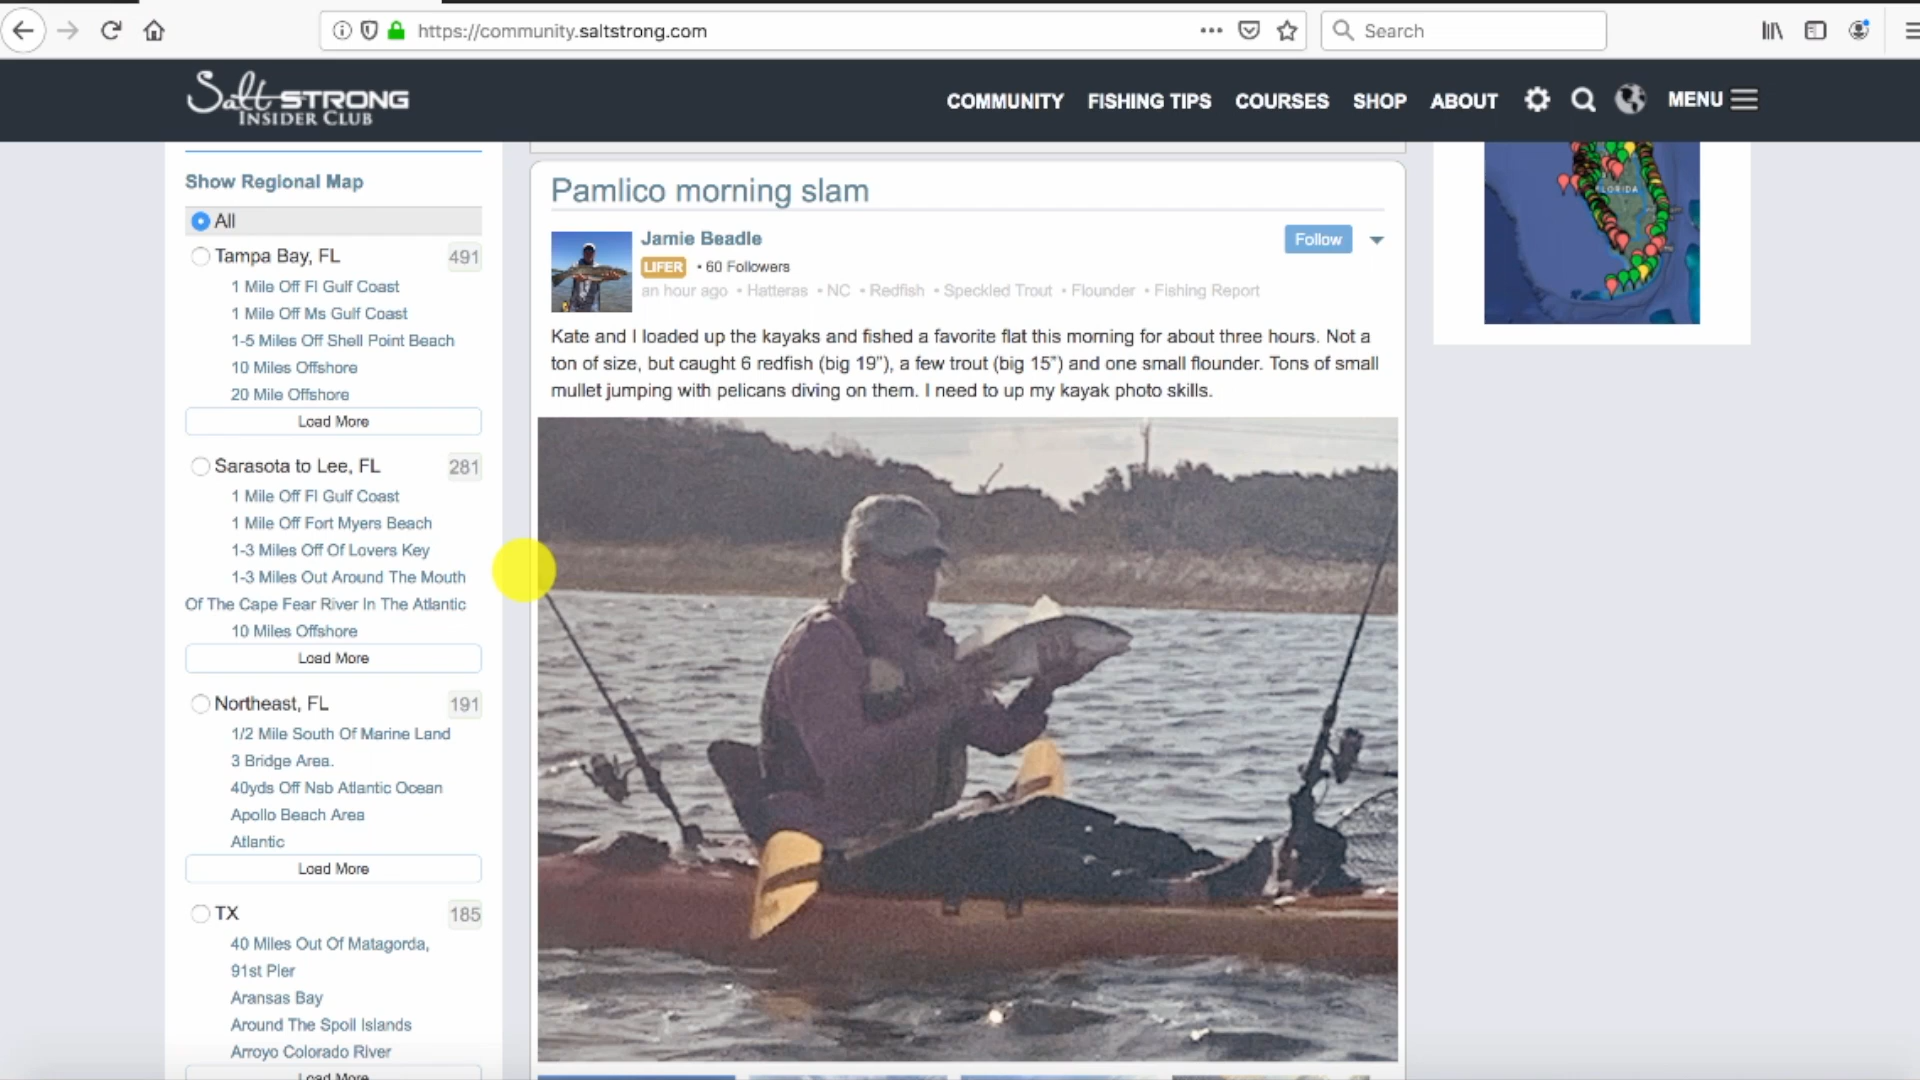 https://community.saltstrong.com
Search
Salt STRONG
INSIDER CLUB
COMMUNITY
FISHING TIPS
COURSES
SHOP
ABOUT
MENU
Show Regional Map
All
Tampa Bay, FL 491
1 Mile Off Fl Gulf Coast
1 Mile Off Ms Gulf Coast
1-5 Miles Off Shell Point Beach
10 Miles Offshore
20 Mile Offshore
Load More
Sarasota to Lee, FL 281
1 Mile Off Fl Gulf Coast
1 Mile Off Fort Myers Beach
1-3 Miles Off Of Lovers Key
1-3 Miles Out Around The Mouth
Of The Cape Fear River In The Atlantic
10 Miles Offshore
Load More
Northeast, FL 191
1/2 Mile South Of Marine Land
3 Bridge Area.
40yds Off Nsb Atlantic Ocean
Apollo Beach Area
Atlantic
Load More
TX 185
40 Miles Out Of Matagorda,
91st Pier
Aransas Bay
Around The Spoil Islands
Arroyo Colorado River
Load More
Pamlico morning slam
Jamie Beadle
LIFER • 60 Followers
an hour ago • Hatteras • NC • Redfish • Speckled Trout • Flounder • Fishing Report
Follow
Kate and I loaded up the kayaks and fished a favorite flat this morning for about three hours. Not a
ton of size, but caught 6 redfish (big 19”), a few trout (big 15”) and one small flounder. Tons of small
mullet jumping with pelicans diving on them. I need to up my kayak photo skills.
FLORIDA